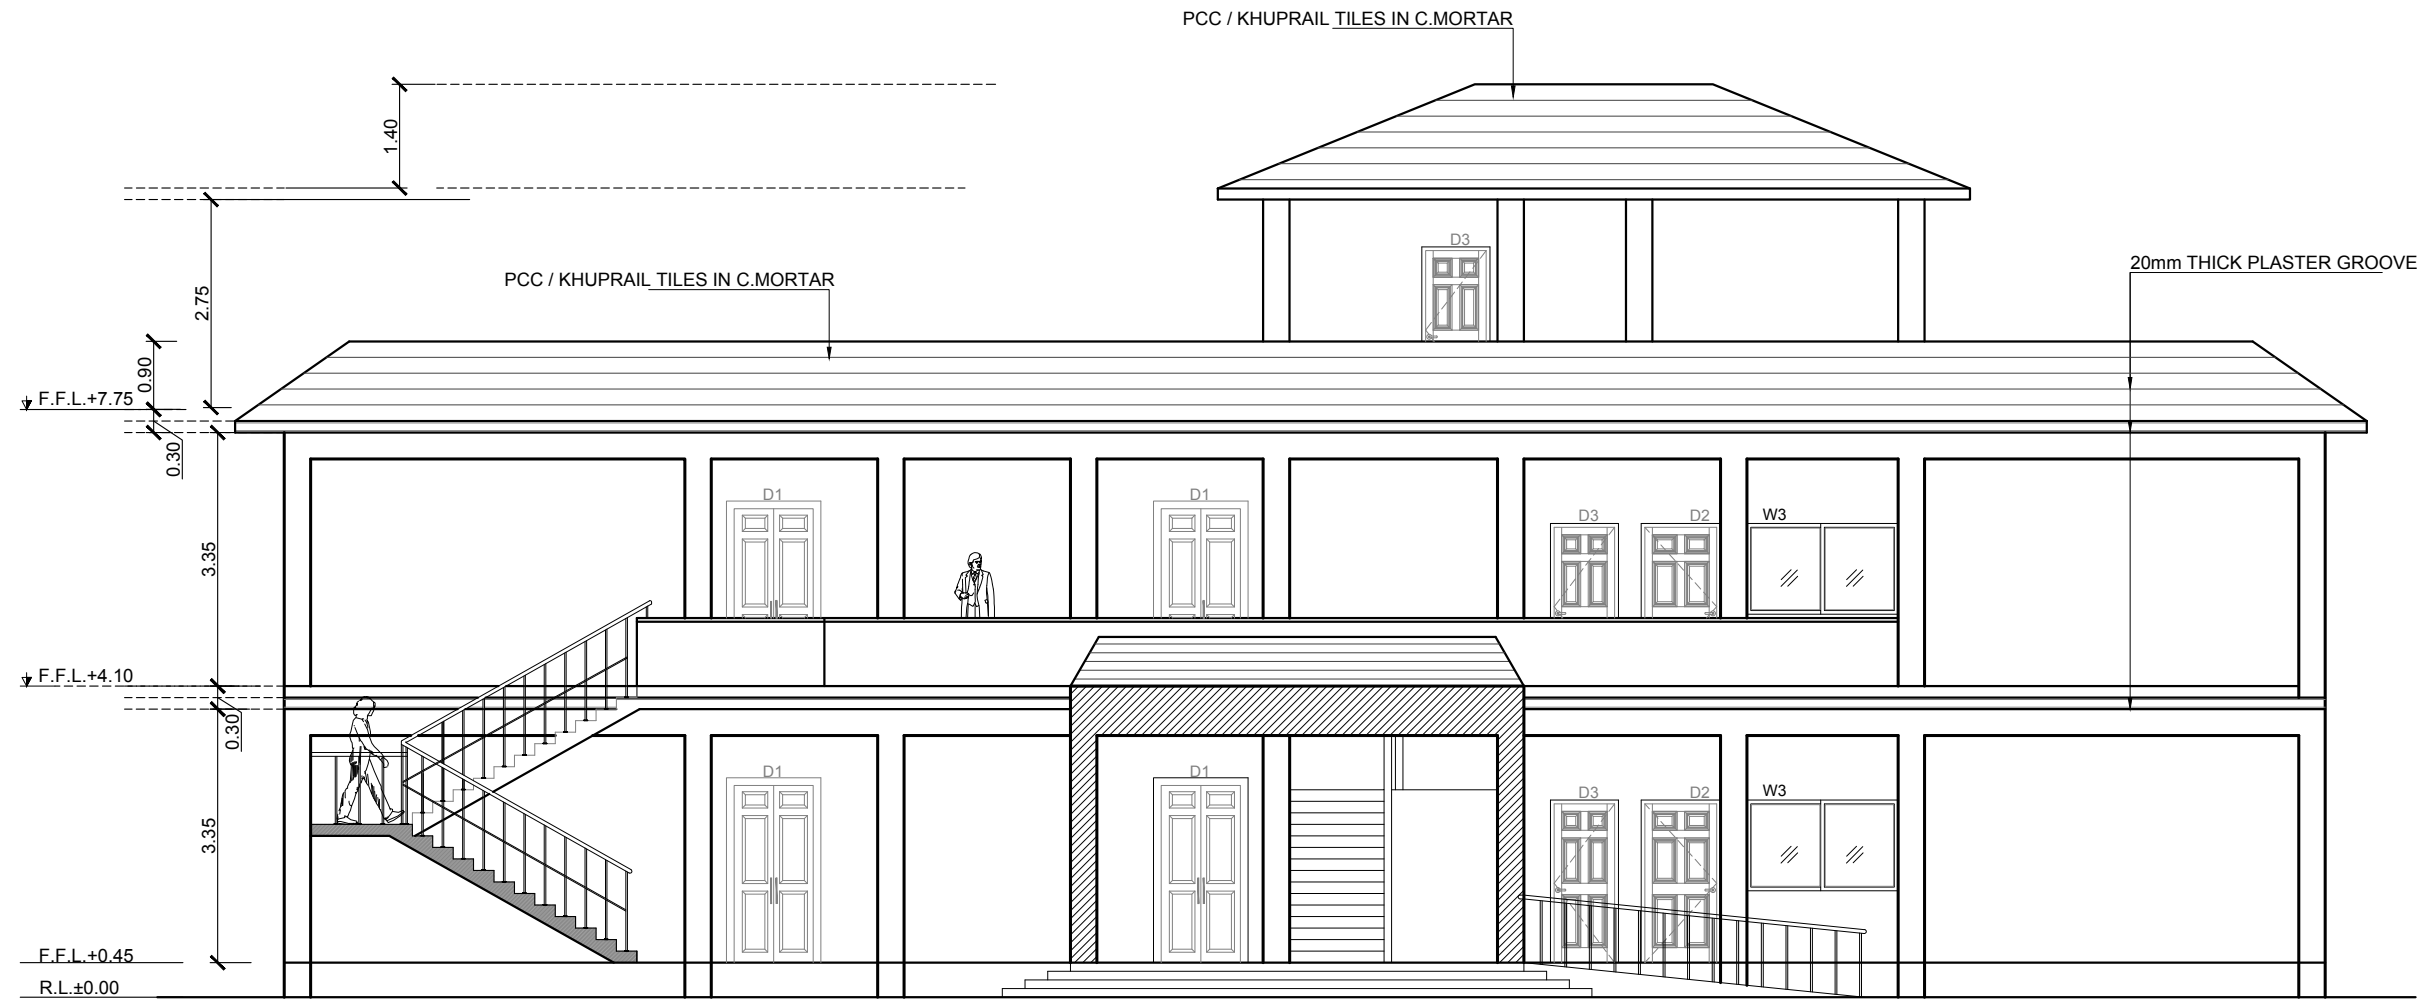 PCC / KHUPRAIL TILES IN C.MORTAR
1.40
D3
20mm THICK PLASTER GROOVE
PCC / KHUPRAIL TILES IN C.MORTAR
2.75
0.90
F.F.L.+7.75
0.30
D1
D1
D3
D2
W3
3.35
F.F.L.+4.10
0.30
D1
D1
D3
D2
W3
3.35
F.F.L.+0.45
R.L.±0.00